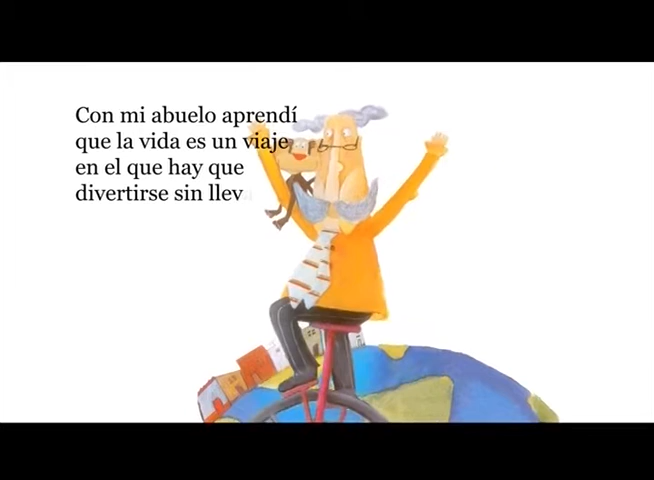 Con mi abuelo aprendí
que la vida es un viaje
en el que hay que
divertirse sin llev